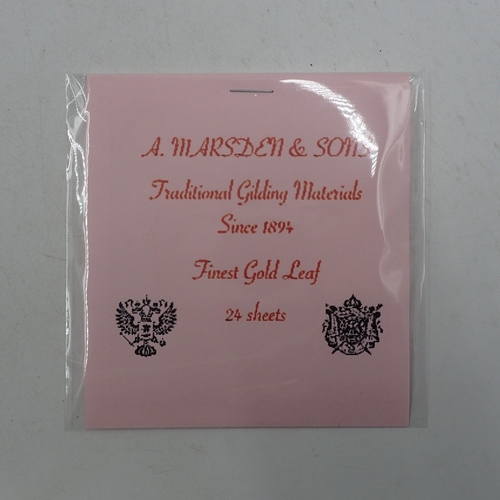 A. MARSDEN & SONS
Traditional Gilding Materials
Since 1894
Finest Gold Leaf
24 sheets